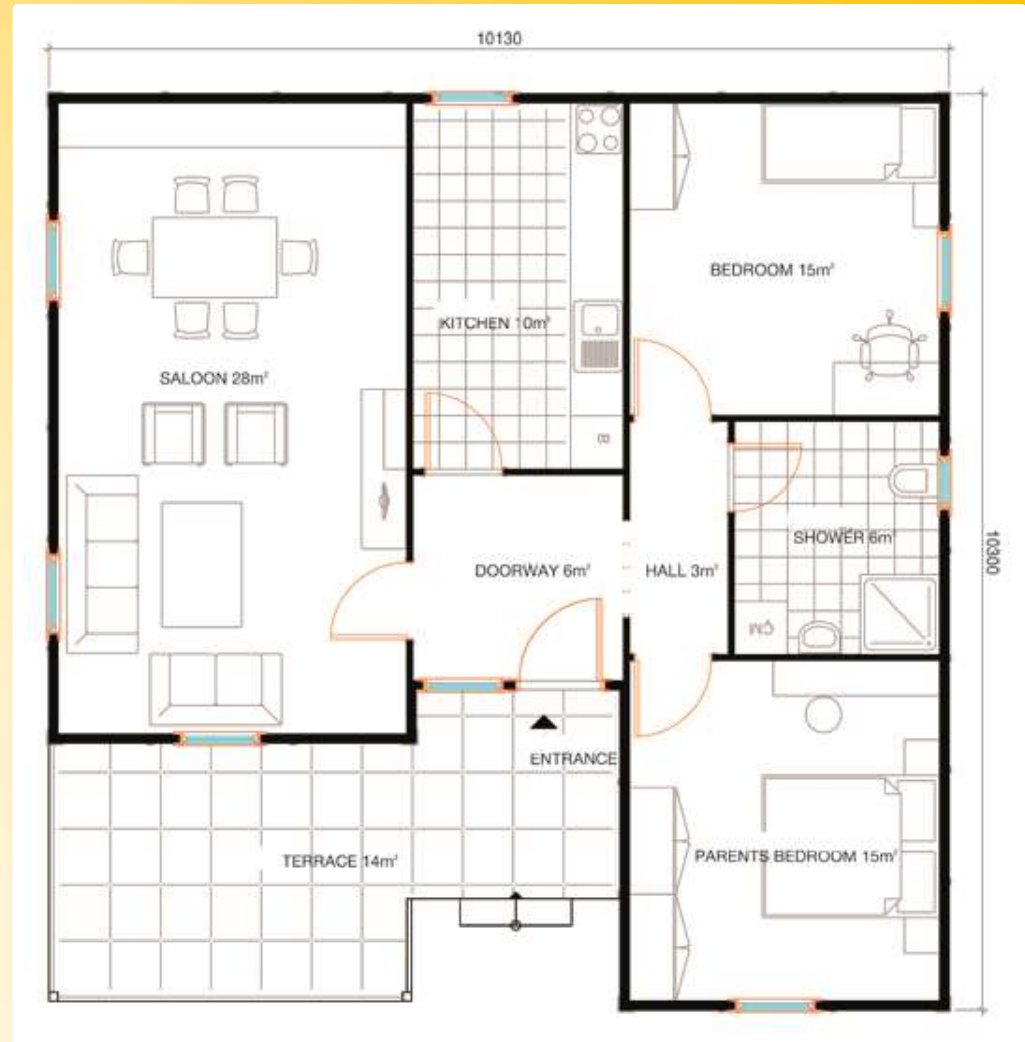 10130
BEDROOM 15m²
KITCHEN 10m²
SALOON 28m²
SHOWER 6m²
DOORWAY 6m²
HALL 3m²
10300
ÇM
ENTRANCE
TERRACE 14m²
PARENTS BEDROOM 15m²